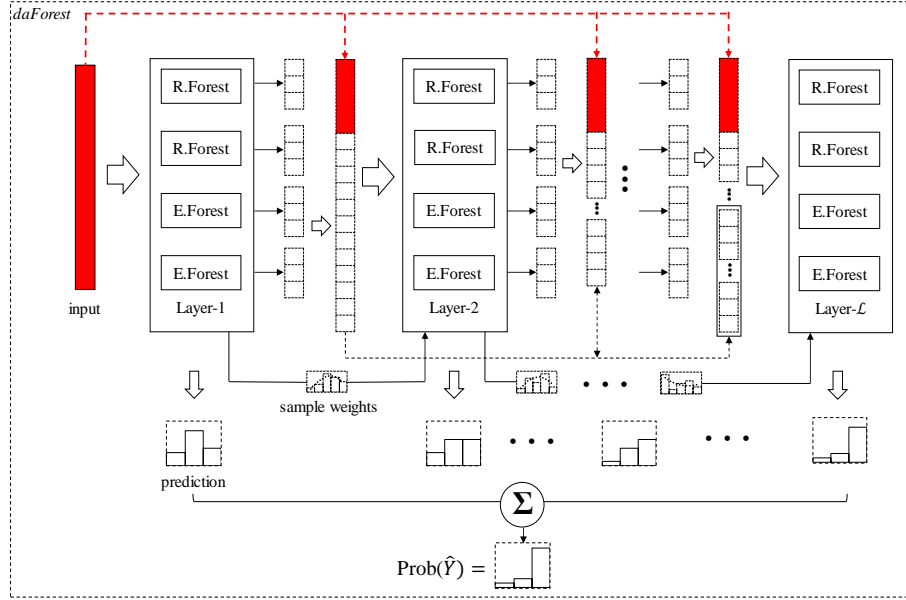 daForest
R.Forest
R.Forest
E.Forest
E.Forest
Layer-1
input
R.Forest
R.Forest
E.Forest
E.Forest
Layer-2
R.Forest
R.Forest
E.Forest
E.Forest
Layer-ℒ
sample weights
prediction
Σ
Prob(Ŷ) =